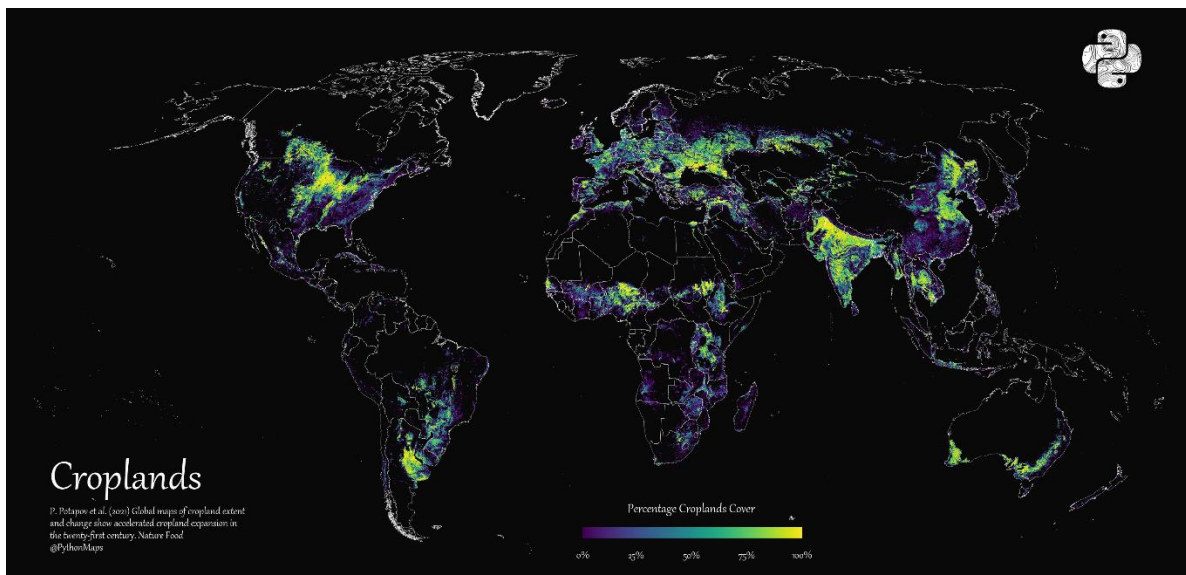 Croplands
P. Potapov et al. (2021) Global maps of cropland extent
and change show accelerated cropland expansion in
the twenty-first century. Nature Food
@PythonMaps
Percentage Croplands Cover
0%
25%
50%
75%
100%